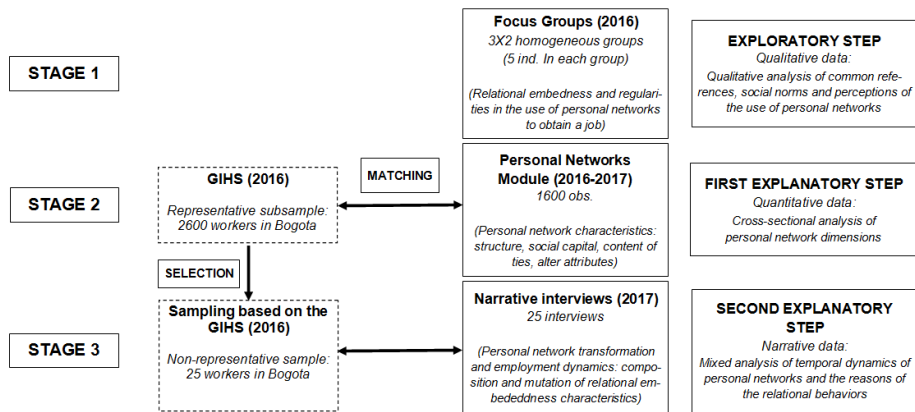 STAGE 1
Focus Groups (2016)
3X2 homogeneous groups
(5 ind. In each group)
(Relational embedness and regulari-
ties in the use of personal networks
to obtain a job)
EXPLORATORY STEP
Qualitative data:
Qualitative analysis of common refe-
rences, social norms and perceptions of
the use of personal networks
STAGE 2
GIHS (2016)
Representative subsample:
2600 workers in Bogota
MATCHING
Personal Networks
Module (2016-2017)
1600 obs.
(Personal network characteristics:
structure, social capital, content of
ties, alter attributes)
FIRST EXPLANATORY STEP
Quantitative data:
Cross-sectional analysis of
personal network dimensions
SELECTION
STAGE 3
Sampling based on the
GIHS (2016)
Non-representative sample:
25 workers in Bogota
Narrative interviews (2017)
25 interviews
(Personal network transformation
and employment dynamics: compo-
sition and mutation of relational em-
bededdness characteristics)
SECOND EXPLANATORY
STEP
Narrative data:
Mixed analysis of temporal dynamics
of personal networks and the reasons of
the relational behaviors